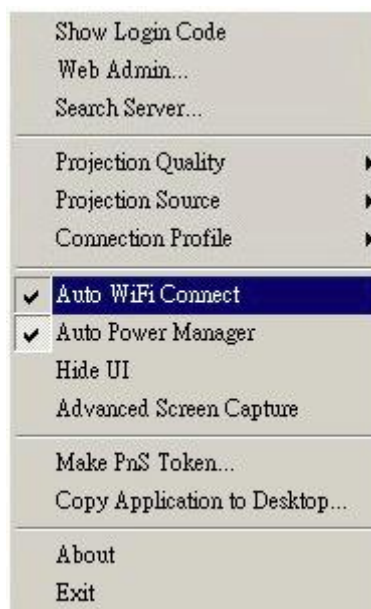 Show Login Code
Web Admin...
Search Server...
Projection Quality
Projection Source
Connection Profile
Auto WiFi Connect
Auto Power Manager
Hide UI
Advanced Screen Capture
Make PnS Token...
Copy Application to Desktop...
About
Exit